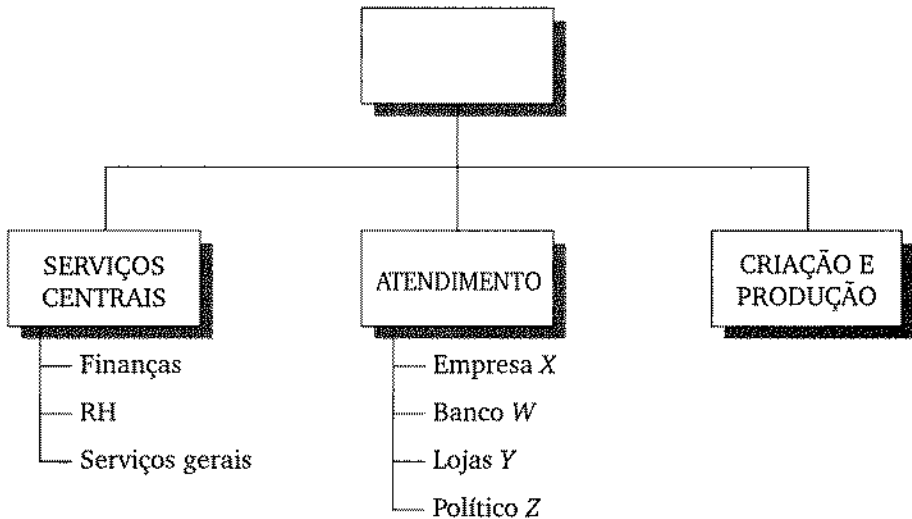 SERVIÇOS
CENTRAIS
Finanças
RH
Serviços gerais
ATENDIMENTO
Empresa X
Banco W
Lojas Y
Político Z
CRIAÇÃO E
PRODUÇÃO